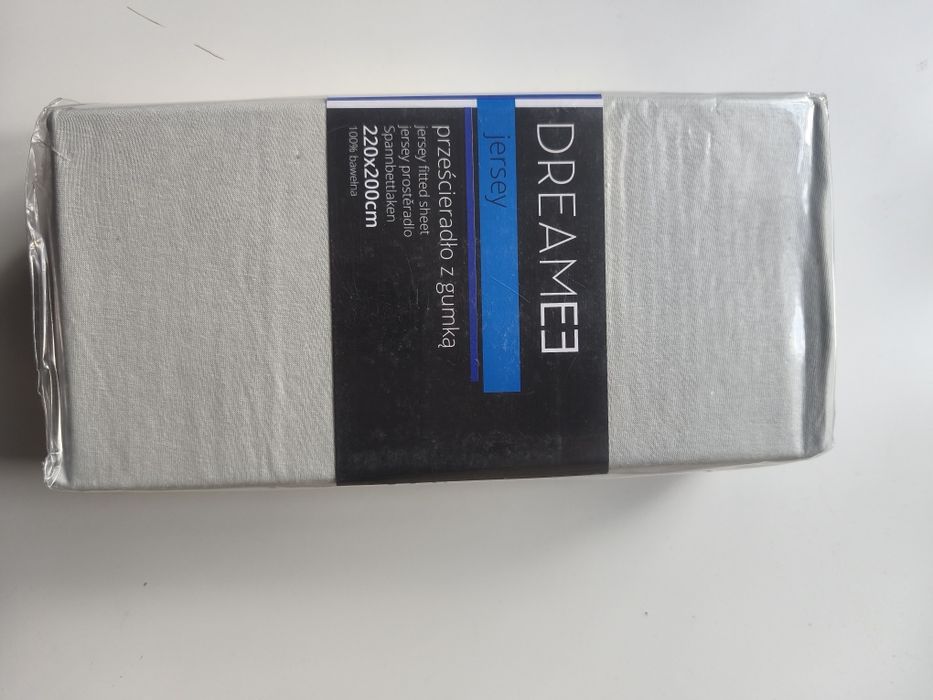 DREAMEE
jersey
prześcieradło z gumką
jersey fitted sheet
jersey prostěradlo
Spannbettlaken
220x200cm
100% bawełna